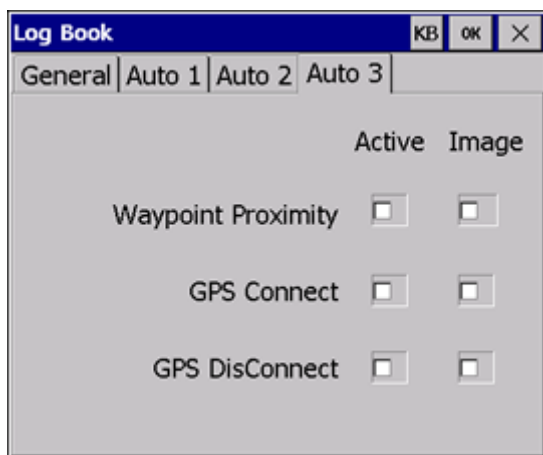 Log Book KB OK
General Auto 1 Auto 2 Auto 3
Active Image
Waypoint Proximity
GPS Connect
GPS DisConnect